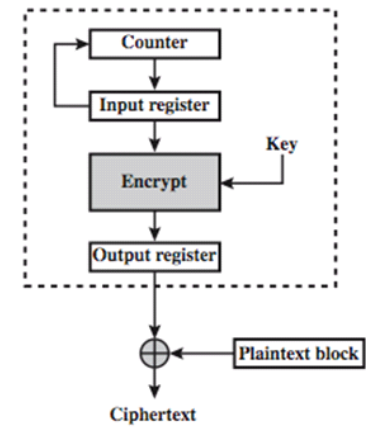 Counter
Input register
Key
Encrypt
Output register
Plaintext block
Ciphertext